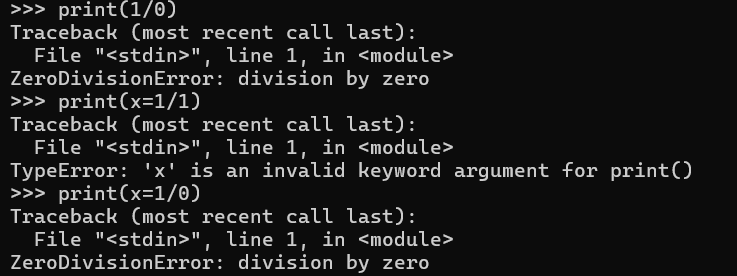 >>> print(1/0)
Traceback (most recent call last):
  File "<stdin>", line 1, in <module>
ZeroDivisionError: division by zero
>>> print(x=1/1)
Traceback (most recent call last):
  File "<stdin>", line 1, in <module>
TypeError: 'x' is an invalid keyword argument for print()
>>> print(x=1/0)
Traceback (most recent call last):
  File "<stdin>", line 1, in <module>
ZeroDivisionError: division by zero